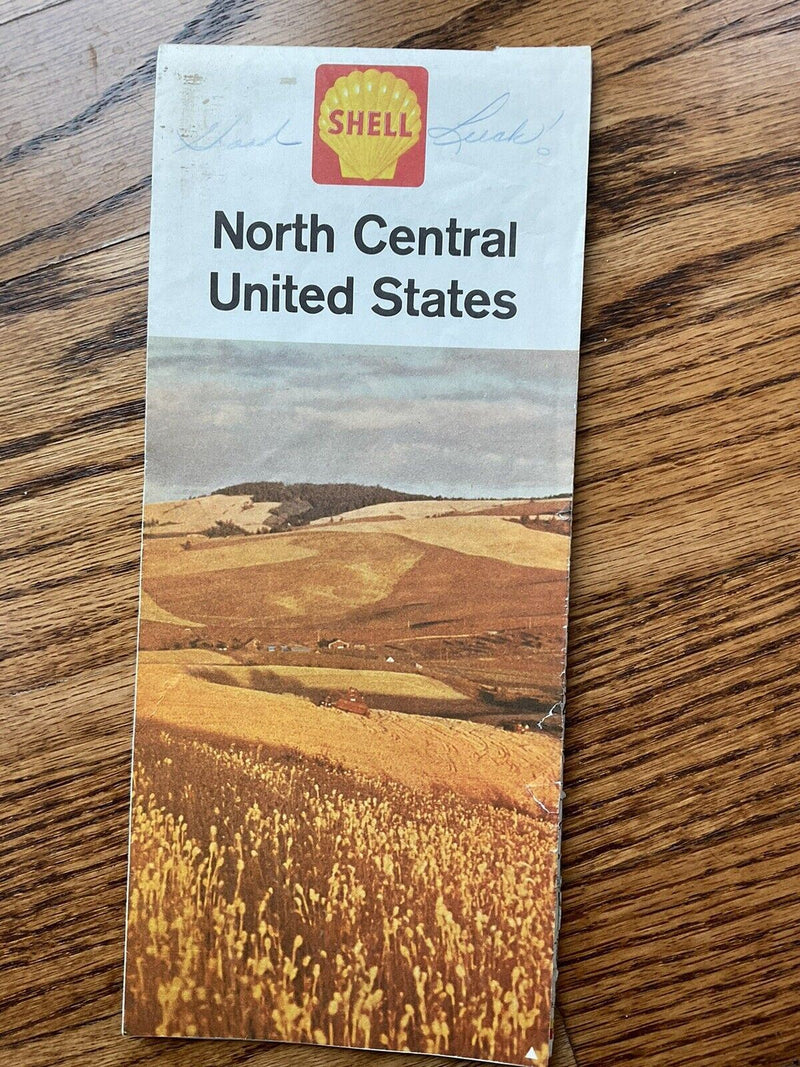 Good Luck!
SHELL
North Central
United States